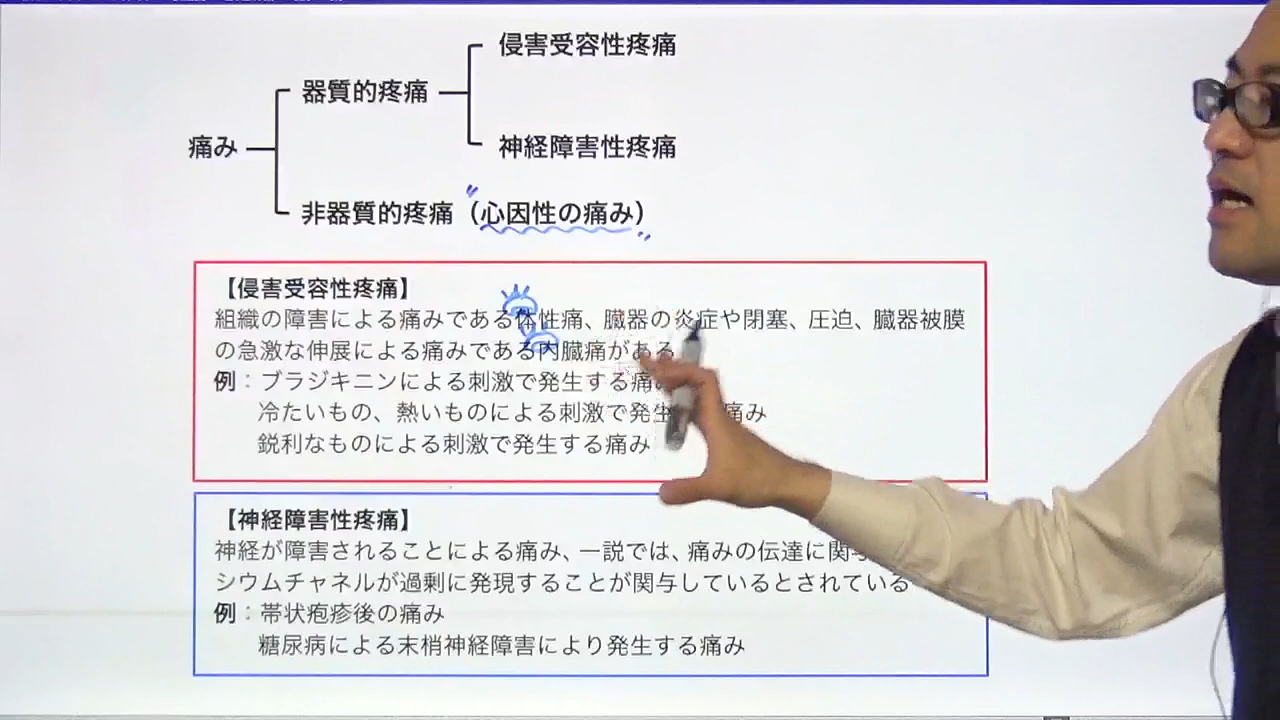 侵害受容性疼痛
器質的疼痛
痛み
神経障害性疼痛
非器質的疼痛（心因性の痛み）
【侵害受容性疼痛】
組織の障害による痛みである体性痛、臓器の炎症や閉塞、圧迫、臓器被膜
の急激な伸展による痛みである内臓痛がある
例：ブラジキニンによる刺激で発生する痛み
冷たいもの、熱いものによる刺激で発生 痛み
鋭利なものによる刺激で発生する痛み
【神経障害性疼痛】
神経が障害されることによる痛み、一説では、痛みの伝達に関与
シウムチャネルが過剰に発現することが関与しているとされている
例：帯状疱疹後の痛み
糖尿病による末梢神経障害により発生する痛み